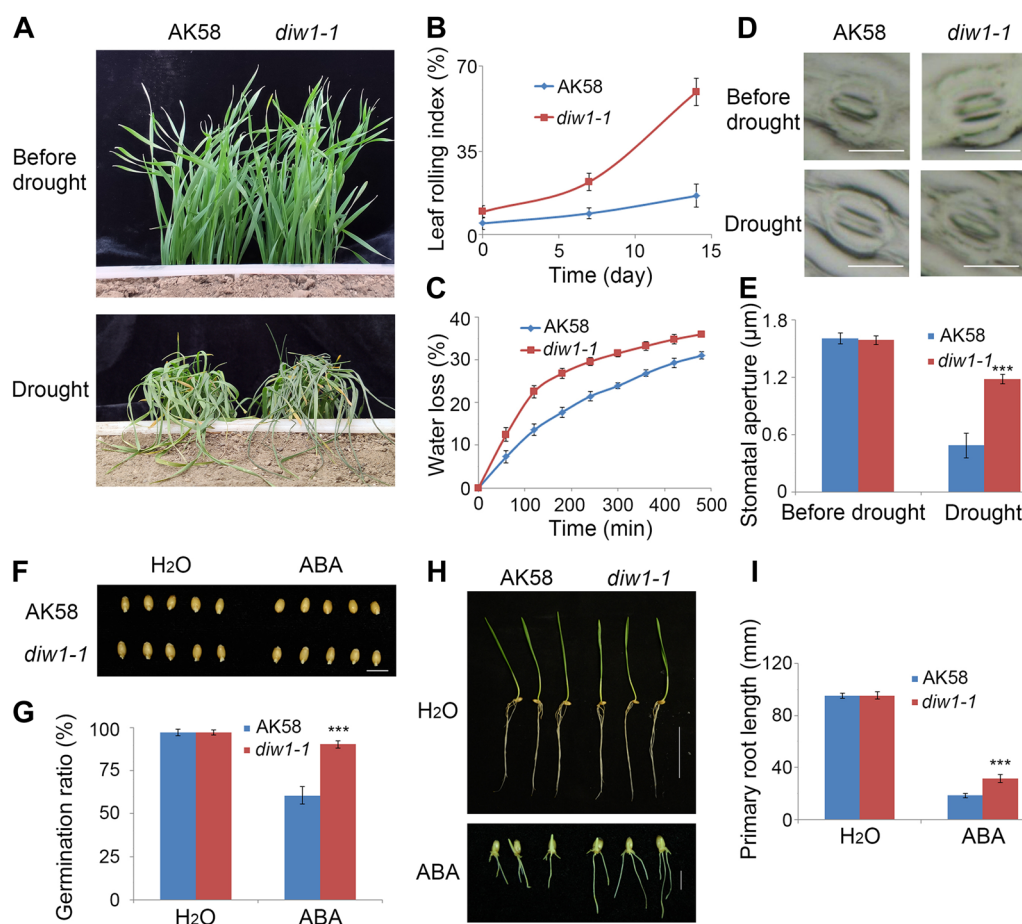 A
AK58 diw1-1
Before
drought
Drought
B
Leaf rolling index (%)
70
35
0
0 5 10 15
Time (day)
AK58
diw1-1
C
Water loss (%)
40
30
20
10
0
0 100 200 300 400 500
Time (min)
AK58
diw1-1
D
AK58 diw1-1
Before
drought
Drought
E
Stomatal aperture (µm)
1.8
1.2
0.6
0
AK58
diw1-1
***
Before drought Drought
F
H2O ABA
AK58
diw1-1
G
Germination ratio (%)
100
75
50
25
0
AK58
diw1-1
***
H2O ABA
H
AK58 diw1-1
H2O
ABA
I
Primary root length (mm)
120
80
40
0
AK58
diw1-1
***
H2O ABA